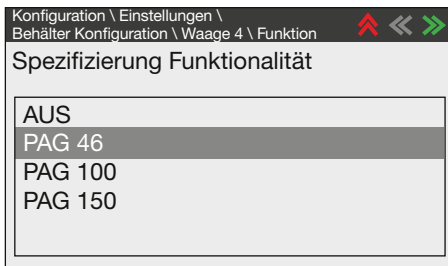 Konfiguration \ Einstellungen \
Behälter Konfiguration \ Waage 4 \ Funktion
Spezifizierung Funktionalität
AUS
PAG 46
PAG 100
PAG 150